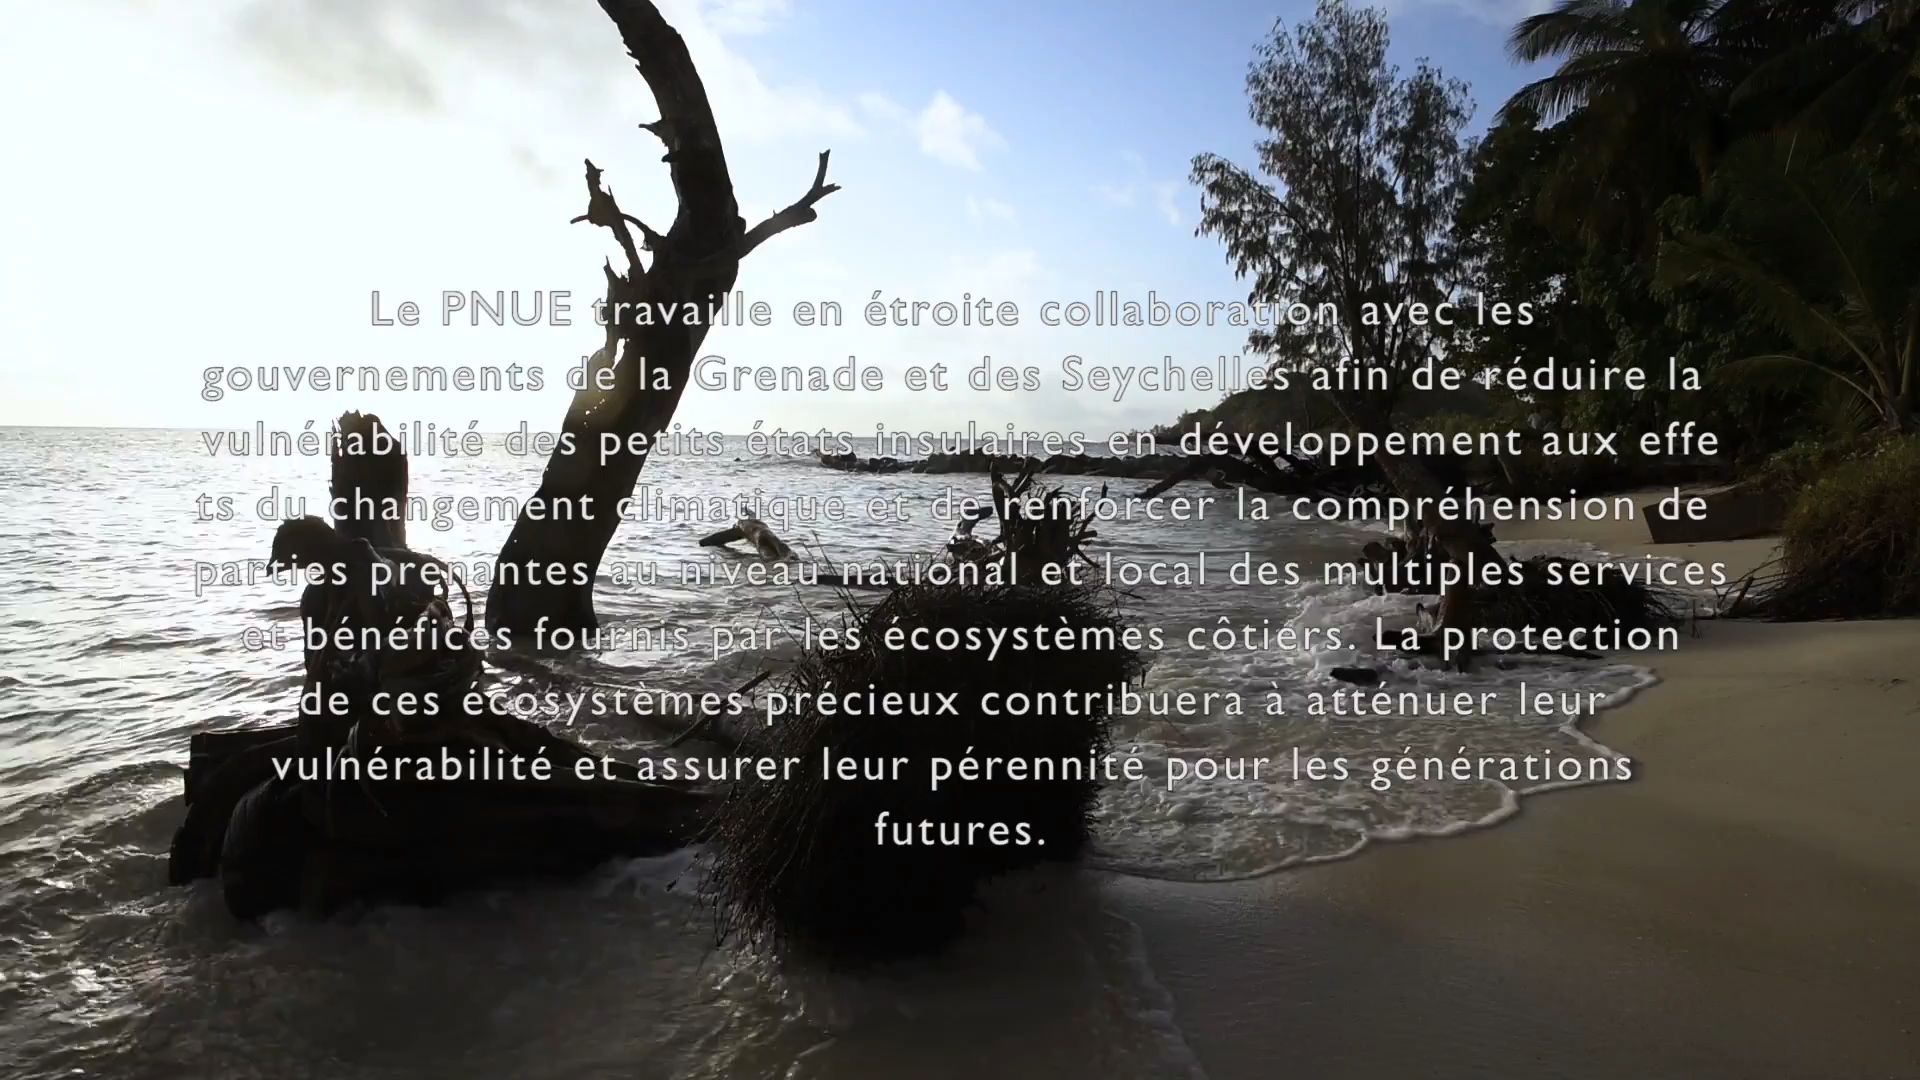 Le PNUE travaille en étroite collaboration avec les
gouvernements de la Grenade et des Seychelles afin de réduire la
vulnérabilité des petits états insulaires en développement aux effe
ts du changement climatique et de renforcer la compréhension de
parties prenantes au niveau national et local des multiples services
et bénéfices fournis par les écosystèmes côtiers. La protection
de ces écosystèmes précieux contribuera à atténuer leur
vulnérabilité et assurer leur pérennité pour les générations
futures.